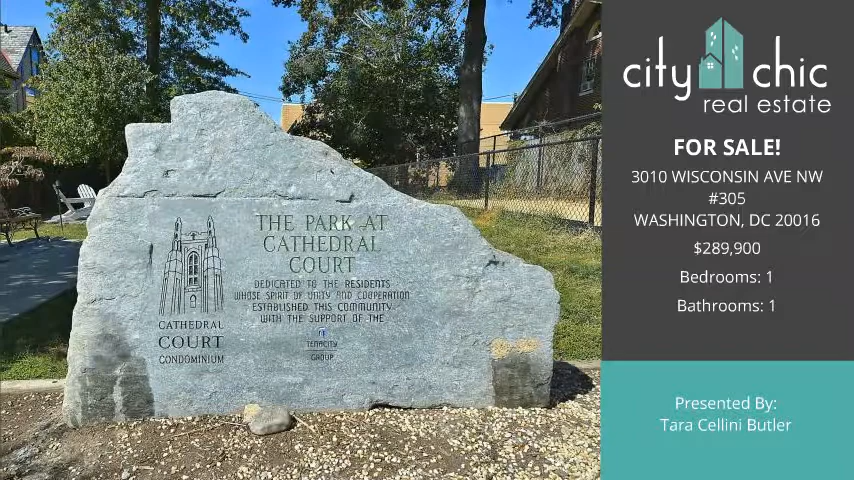 THE PARK AT
CATHEDRAL
COURT
DEDICATED TO THE RESIDENTS
WHOSE SPIRIT OF UNITY AND COOPERATION
ESTABLISHED THIS COMMUNITY
WITH THE SUPPORT OF THE
TENACITY
GROUP
CATHEDRAL
COURT
CONDOMINIUM
city chic
real estate
FOR SALE!
3010 WISCONSIN AVE NW
#305
WASHINGTON, DC 20016
$289,900
Bedrooms: 1
Bathrooms: 1
Presented By:
Tara Cellini Butler